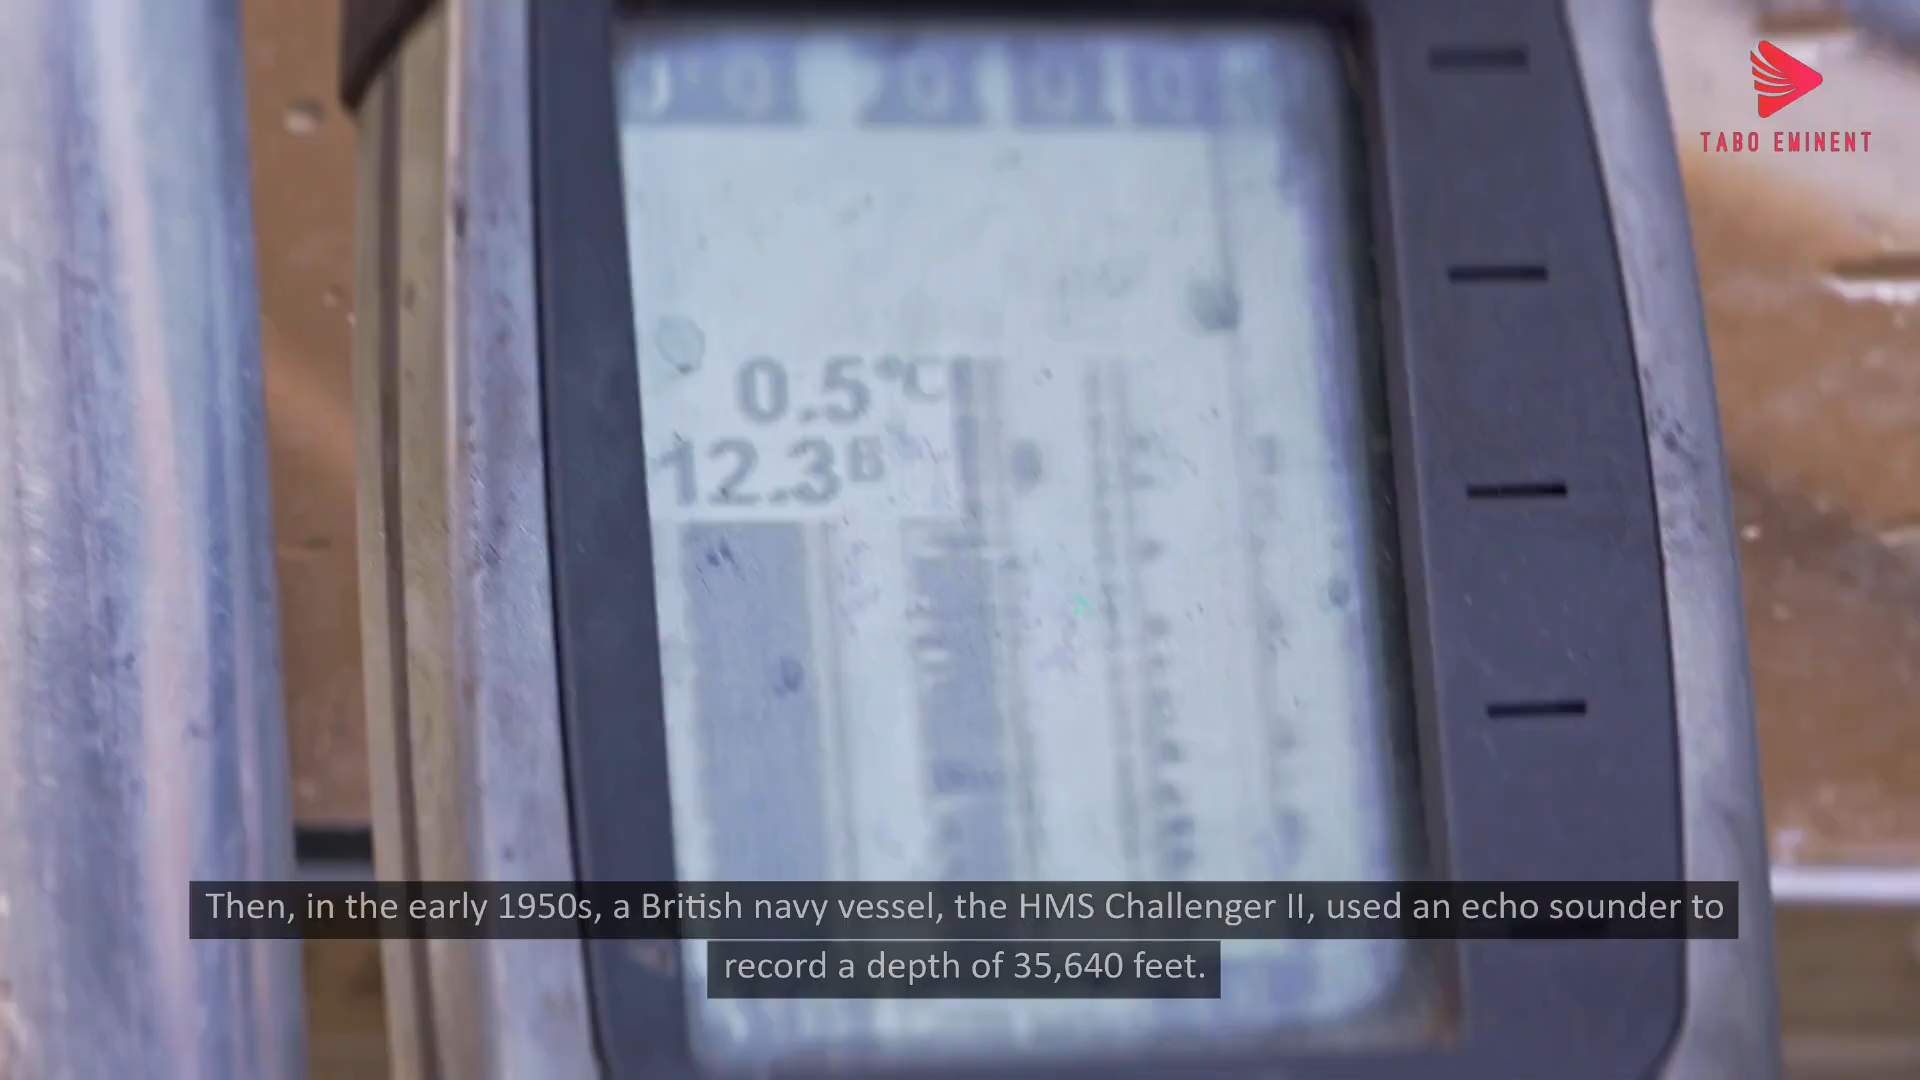 TABO EMINENT
0.5°C
12.3В
Then, in the early 1950s, a British navy vessel, the HMS Challenger II, used an echo sounder to
record a depth of 35,640 feet.